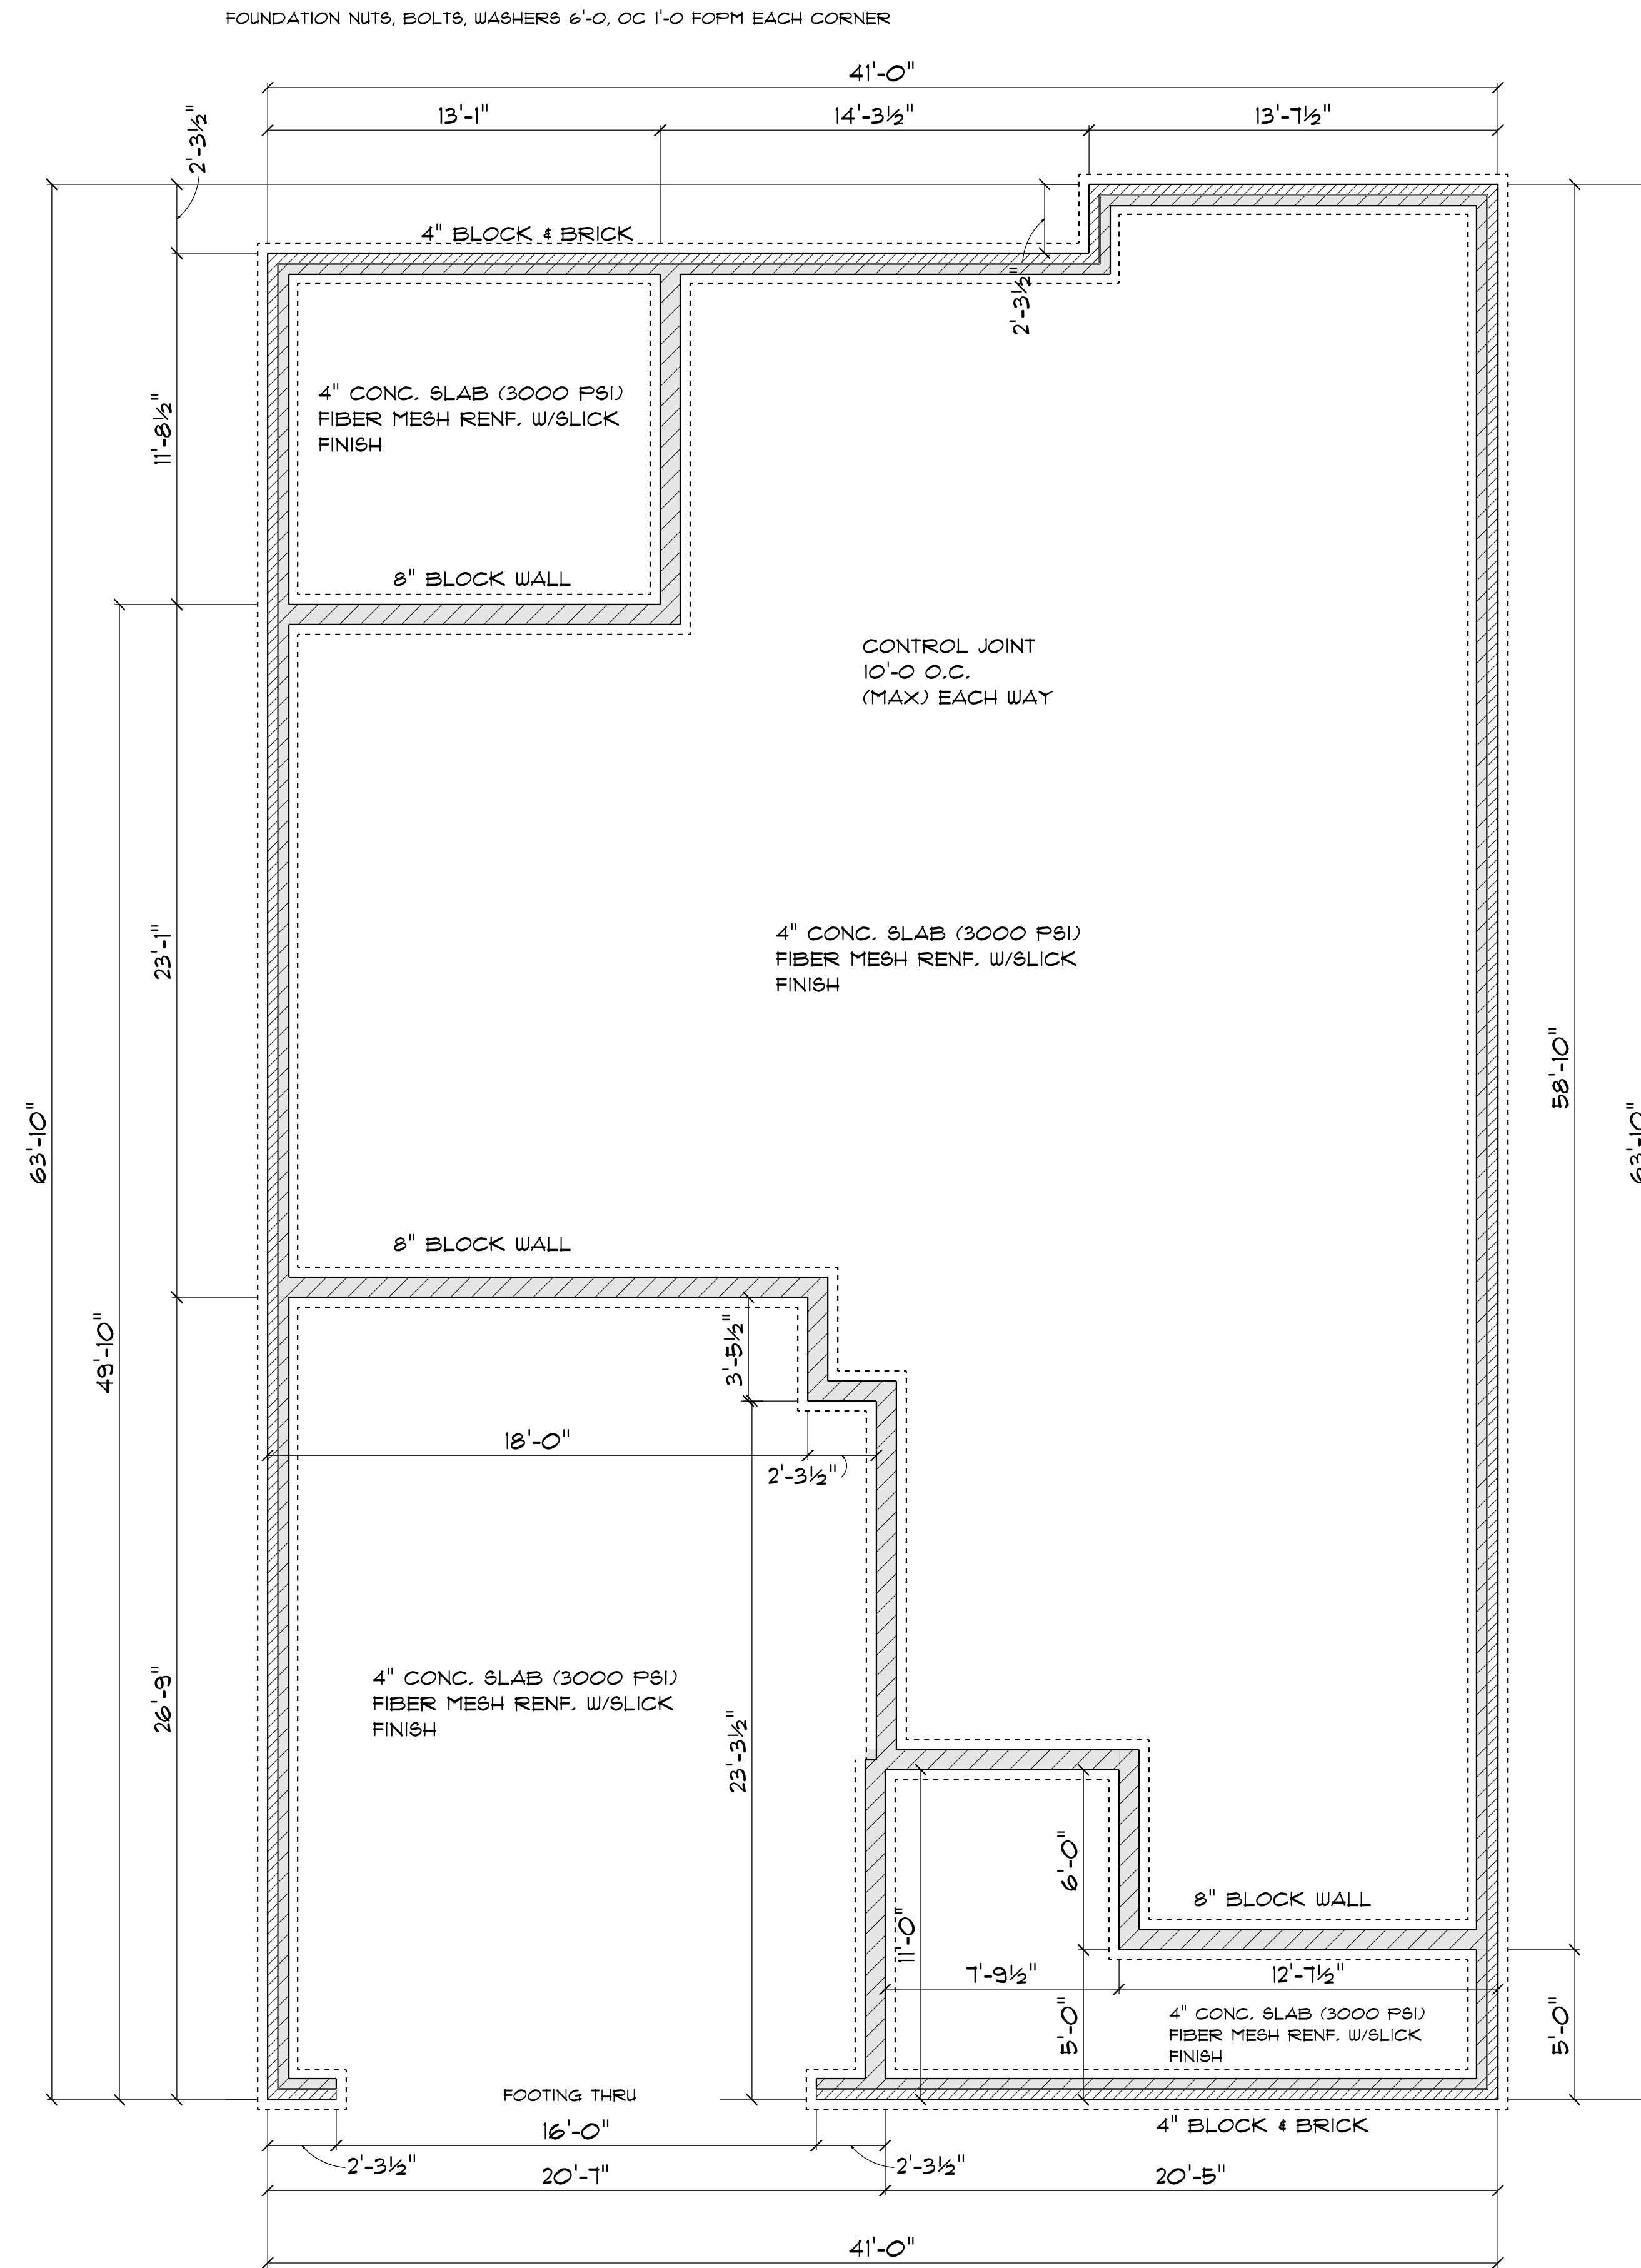 FOUNDATION NUTS, BOLTS, WASHERS 6'-0, OC 1'-0 FOPM EACH CORNER
41'-0"
13'-1"
14'-3½"
13'-7½"
2'-3½"
4" BLOCK & BRICK
2'-3½"
4" CONC. SLAB (3000 PSI)
FIBER MESH RENF. W/SLICK
FINISH
11'-8½"
8" BLOCK WALL
CONTROL JOINT
10'-0 O.C.
(MAX) EACH WAY
4" CONC. SLAB (3000 PSI)
FIBER MESH RENF. W/SLICK
FINISH
23'-1"
58'-10"
63'-10"
63'-10"
8" BLOCK WALL
49'-10"
3'-5½"
18'-0"
2'-3½"
4" CONC. SLAB (3000 PSI)
FIBER MESH RENF. W/SLICK
FINISH
26'-9"
23'-3½"
6'-0"
8" BLOCK WALL
11'-0"
7'-9½"
12'-7½"
4" CONC. SLAB (3000 PSI)
FIBER MESH RENF. W/SLICK
FINISH
5'-0"
5'-0"
FOOTING THRU
4" BLOCK & BRICK
16'-0"
2'-3½"
2'-3½"
20'-7"
20'-5"
41'-0"